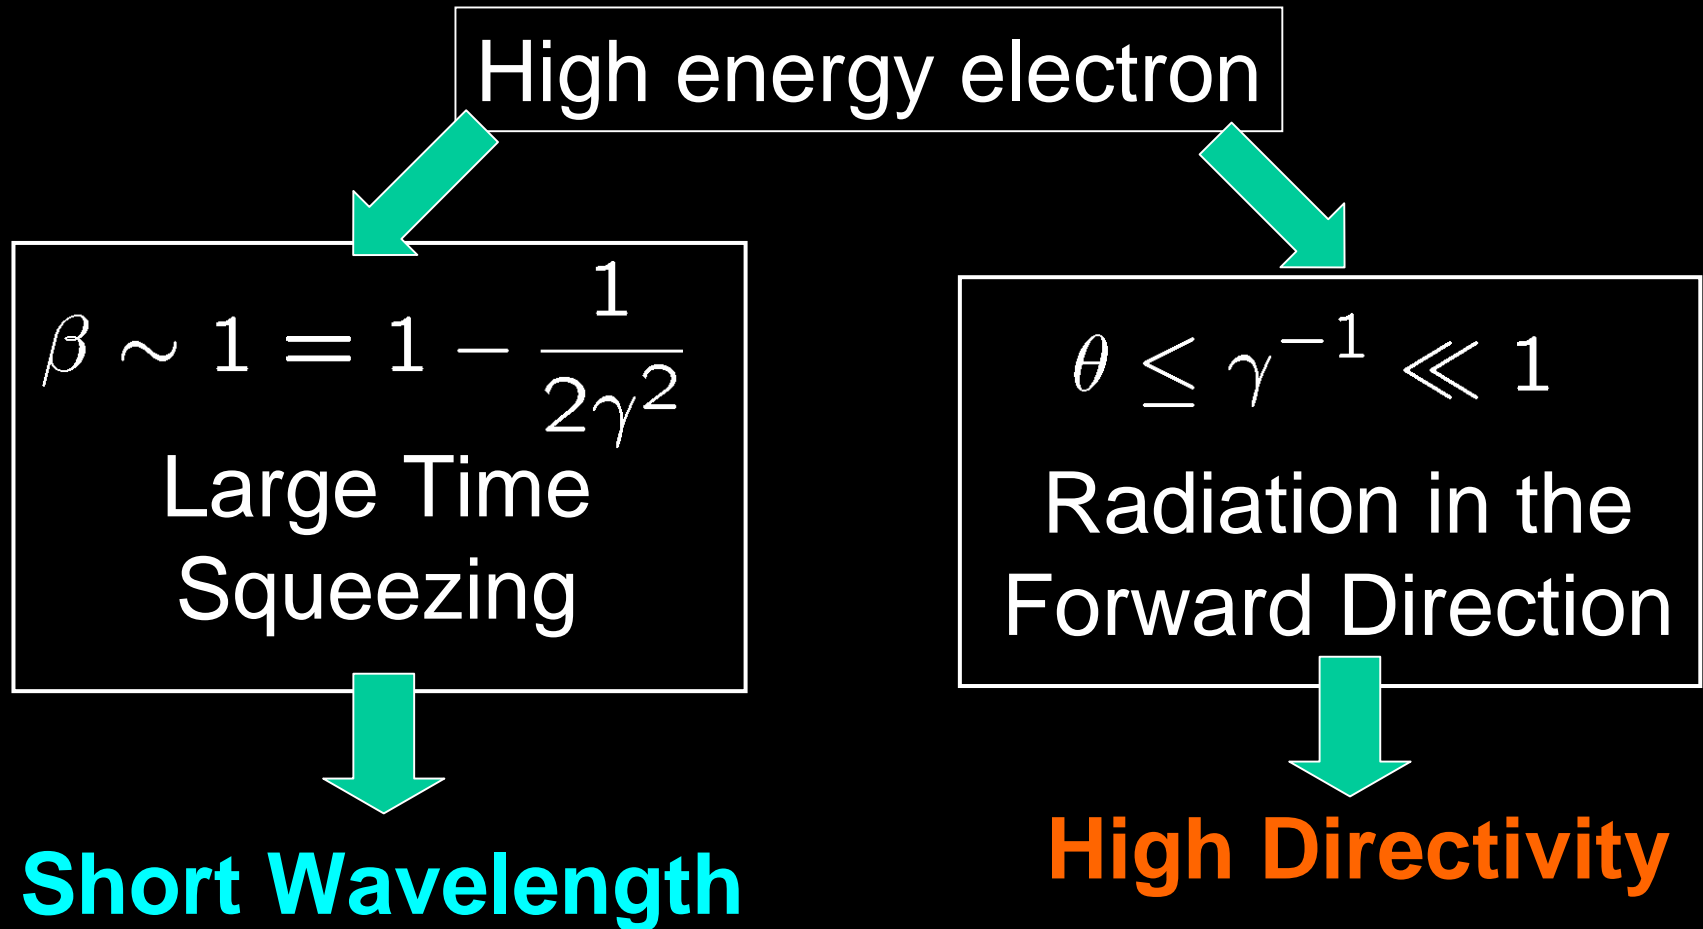 High energy electron
β ∼ 1 = 1 − 1/2γ²
Large Time
Squeezing
Short Wavelength
θ ≤ γ⁻¹ ≪ 1
Radiation in the
Forward Direction
High Directivity